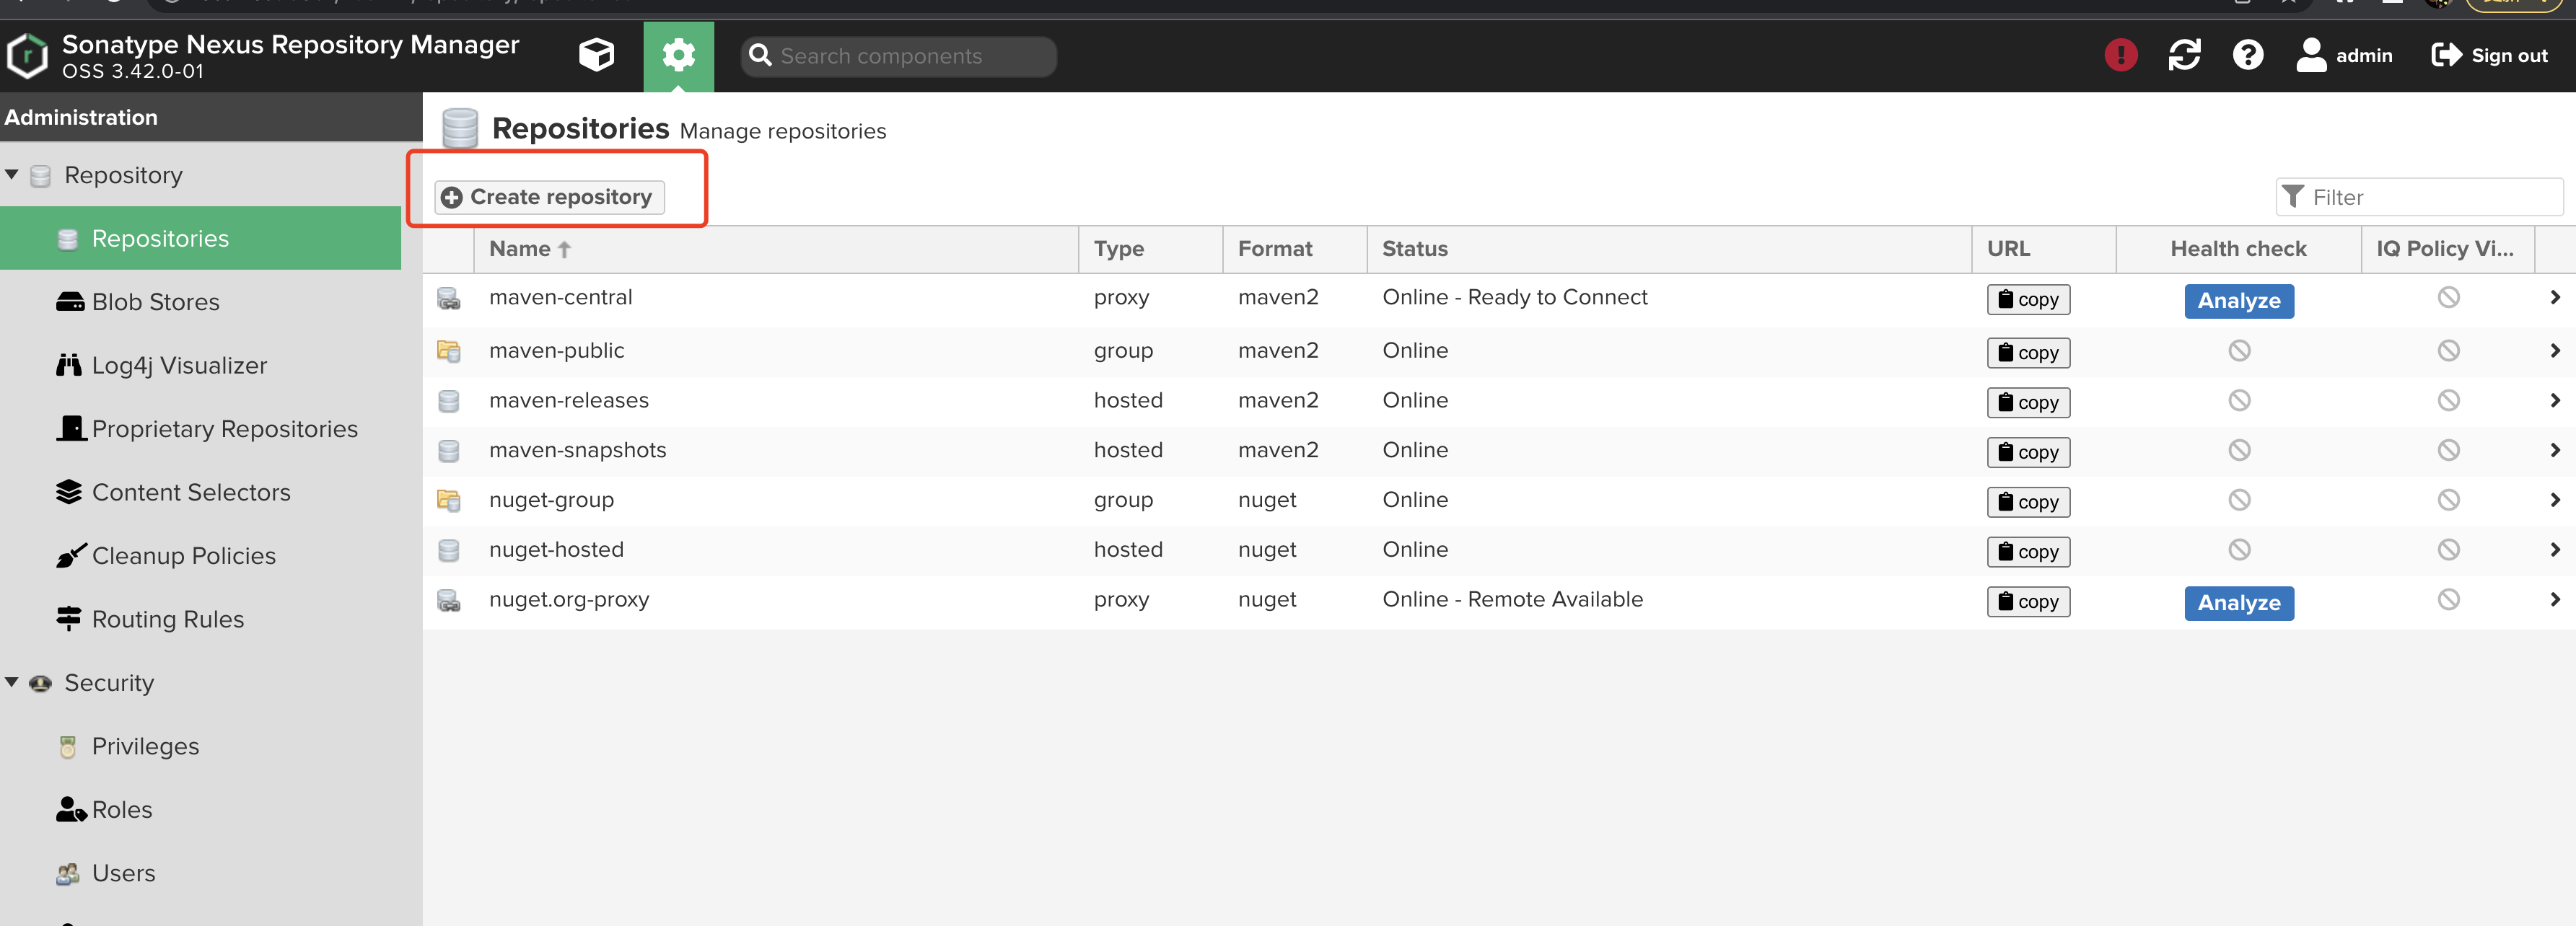 Sonatype Nexus Repository Manager
OSS 3.42.0-01
Search components
admin
Sign out
Administration
Repositories Manage repositories
Repository
Create repository
Filter
Repositories
Name Type Format Status URL Health check IQ Policy Vi...
maven-central proxy maven2 Online - Ready to Connect copy Analyze
Blob Stores
maven-public group maven2 Online copy
Log4j Visualizer
maven-releases hosted maven2 Online copy
Proprietary Repositories
maven-snapshots hosted maven2 Online copy
Content Selectors
nuget-group group nuget Online copy
Cleanup Policies
nuget-hosted hosted nuget Online copy
Routing Rules
nuget.org-proxy proxy nuget Online - Remote Available copy Analyze
Security
Privileges
Roles
Users